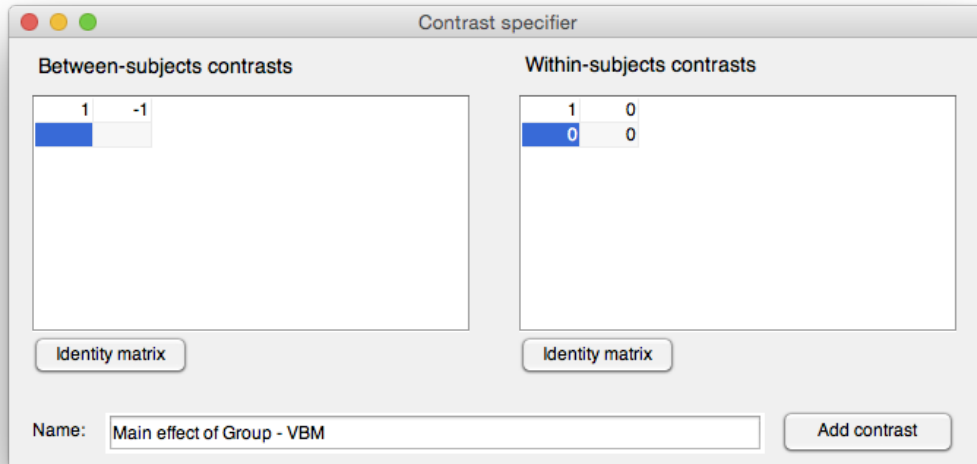 Contrast specifier
Between-subjects contrasts
1 -1
Within-subjects contrasts
1 0
0 0
Identity matrix
Identity matrix
Name:
Main effect of Group - VBM
Add contrast